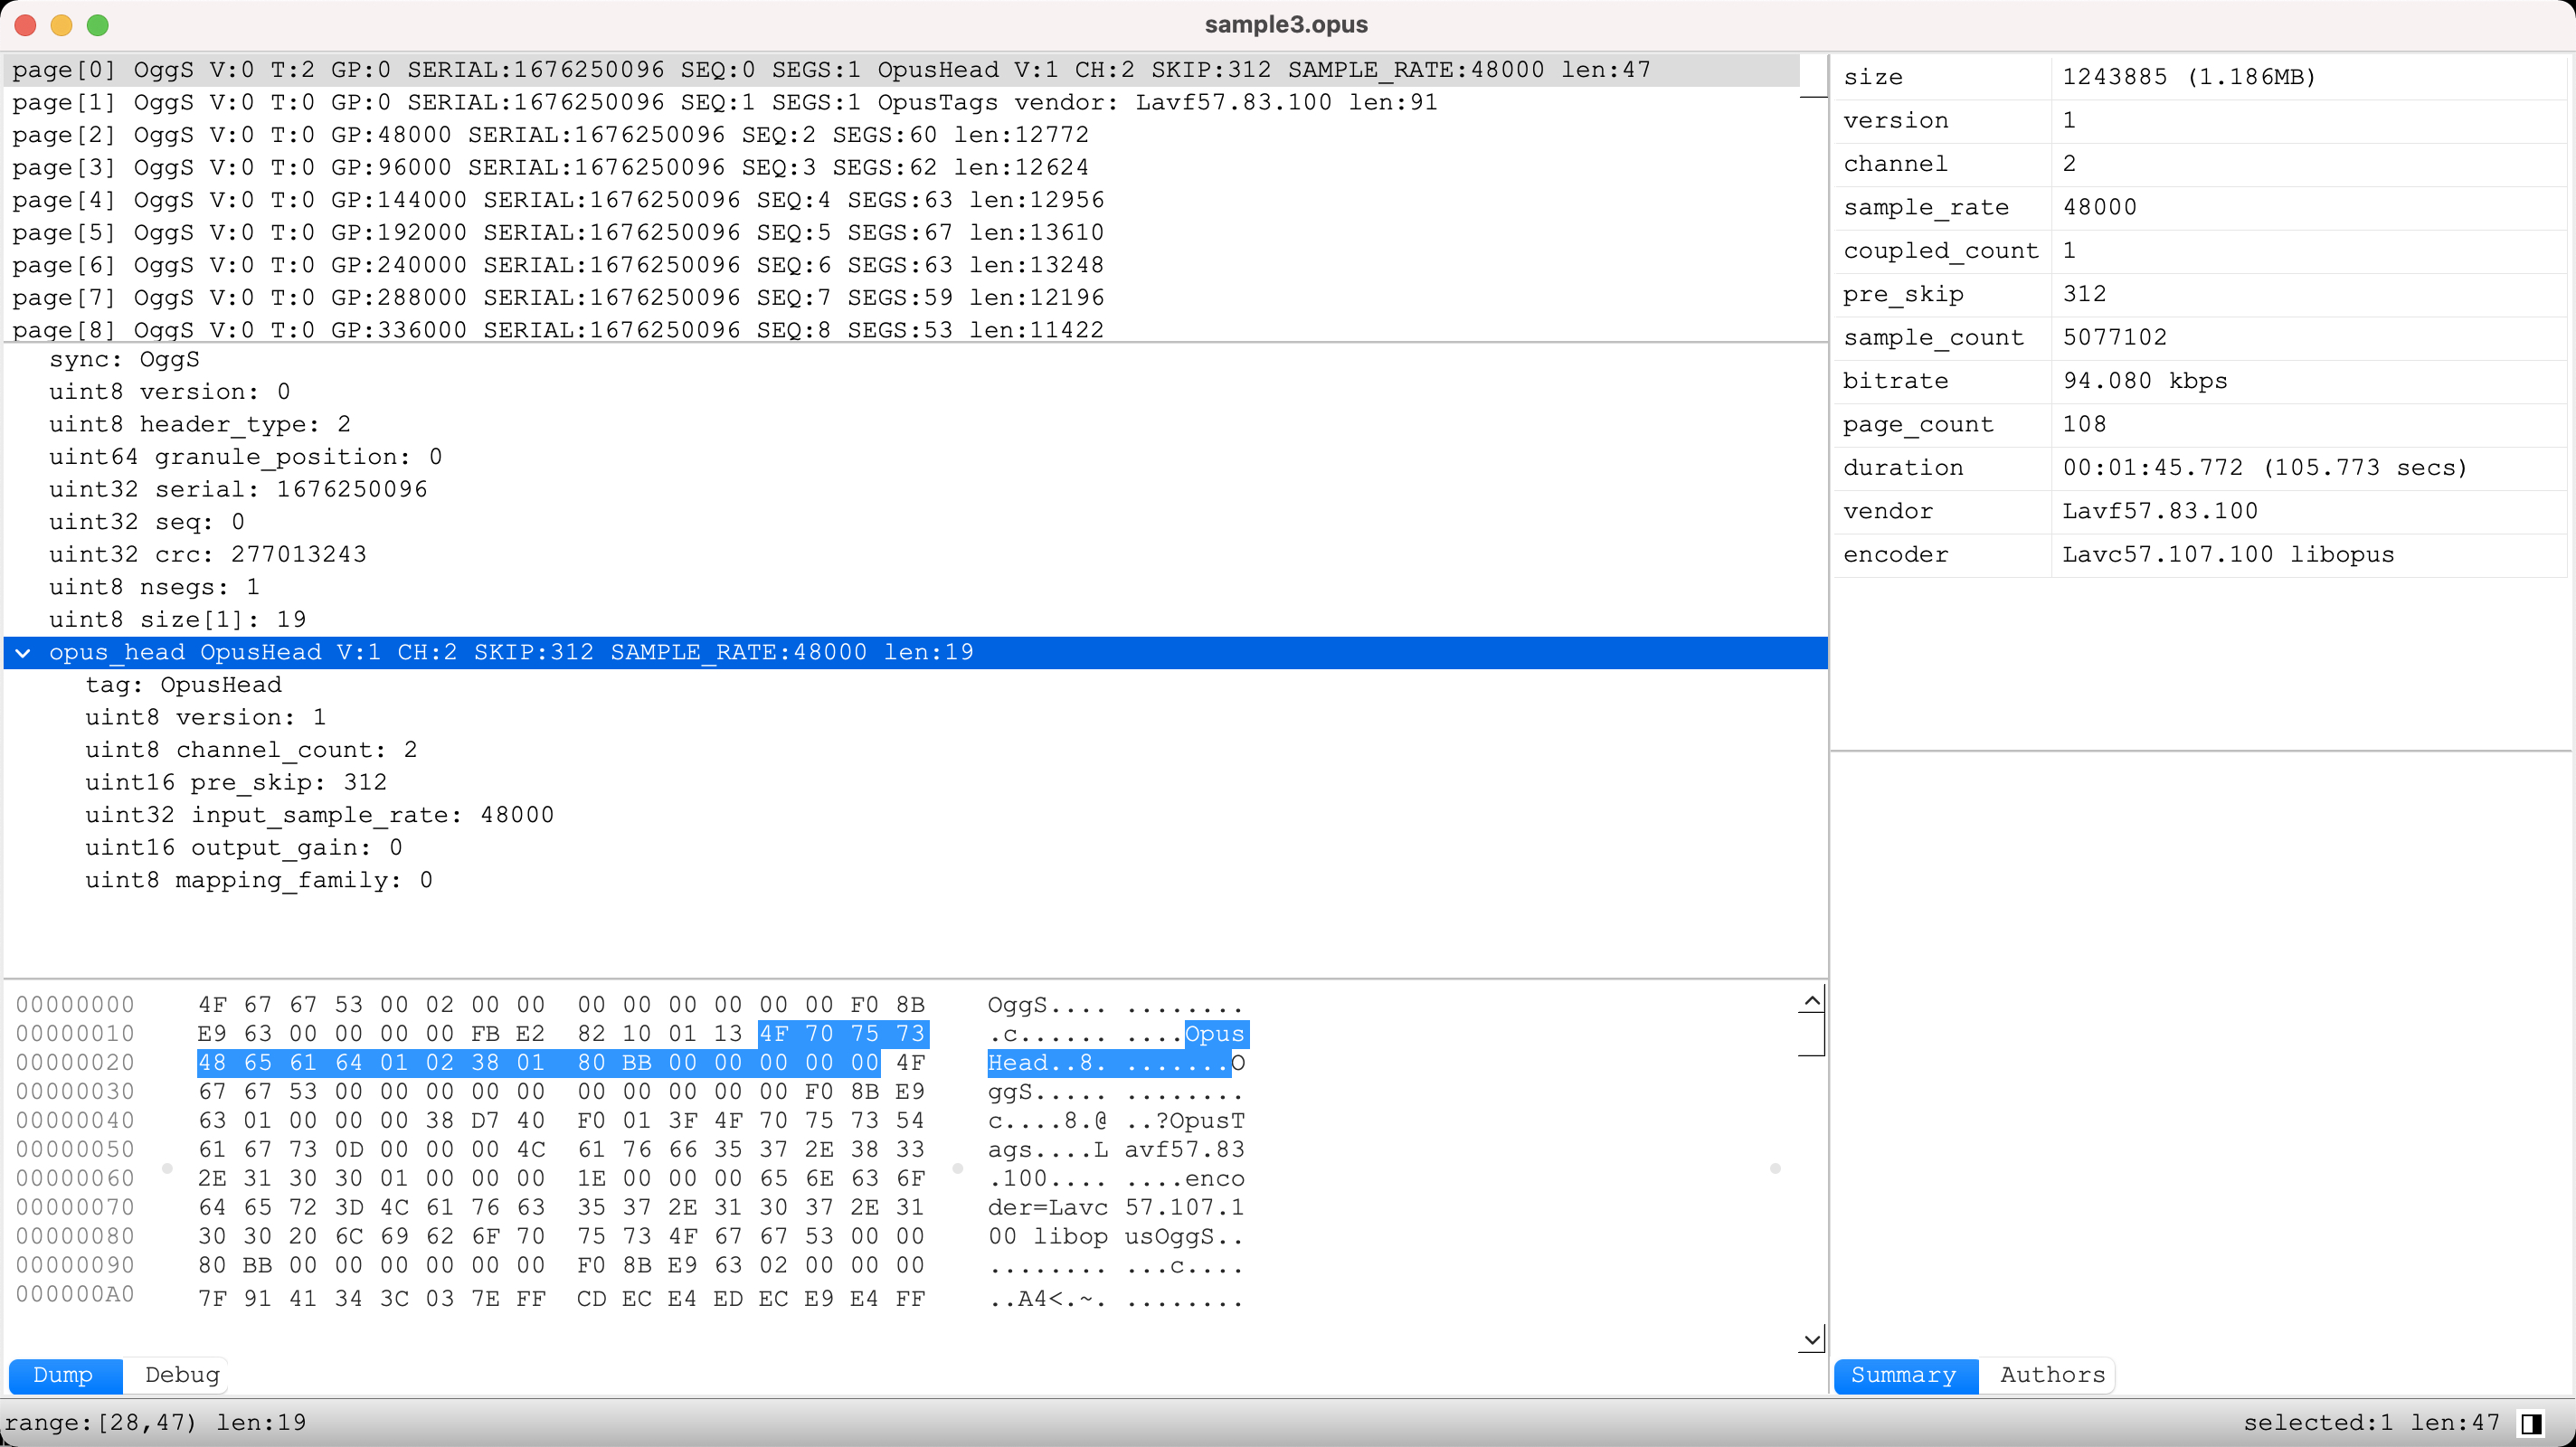 sample3.opus
page[0] OggS V:0 T:2 GP:0 SERIAL:1676250096 SEQ:0 SEGS:1 OpusHead V:1 CH:2 SKIP:312 SAMPLE_RATE:48000 len:47
page[1] OggS V:0 T:0 GP:0 SERIAL:1676250096 SEQ:1 SEGS:1 OpusTags vendor: Lavf57.83.100 len:91
page[2] OggS V:0 T:0 GP:48000 SERIAL:1676250096 SEQ:2 SEGS:60 len:12772
page[3] OggS V:0 T:0 GP:96000 SERIAL:1676250096 SEQ:3 SEGS:62 len:12624
page[4] OggS V:0 T:0 GP:144000 SERIAL:1676250096 SEQ:4 SEGS:63 len:12956
page[5] OggS V:0 T:0 GP:192000 SERIAL:1676250096 SEQ:5 SEGS:67 len:13610
page[6] OggS V:0 T:0 GP:240000 SERIAL:1676250096 SEQ:6 SEGS:63 len:13248
page[7] OggS V:0 T:0 GP:288000 SERIAL:1676250096 SEQ:7 SEGS:59 len:12196
page[8] OggS V:0 T:0 GP:336000 SERIAL:1676250096 SEQ:8 SEGS:53 len:11422
sync: OggS
uint8 version: 0
uint8 header_type: 2
uint64 granule_position: 0
uint32 serial: 1676250096
uint32 seq: 0
uint32 crc: 277013243
uint8 nsegs: 1
uint8 size[1]: 19
opus_head OpusHead V:1 CH:2 SKIP:312 SAMPLE_RATE:48000 len:19
tag: OpusHead
uint8 version: 1
uint8 channel_count: 2
uint16 pre_skip: 312
uint32 input_sample_rate: 48000
uint16 output_gain: 0
uint8 mapping_family: 0
00000000 4F 67 67 53 00 02 00 00 00 00 00 00 00 00 F0 8B OggS.... ........
00000010 E9 63 00 00 00 00 FB E2 82 10 01 13 4F 70 75 73 .c...... ....Opus
00000020 48 65 61 64 01 02 38 01 80 BB 00 00 00 00 00 4F Head..8. .......O
00000030 67 67 53 00 00 00 00 00 00 00 00 00 00 F0 8B E9 ggS..... ........
00000040 63 01 00 00 00 38 D7 40 F0 01 3F 4F 70 75 73 54 c....8.@ ..?OpusT
00000050 61 67 73 0D 00 00 00 4C 61 76 66 35 37 2E 38 33 ags....L avf57.83
00000060 2E 31 30 30 01 00 00 00 1E 00 00 00 65 6E 63 6F .100.... ....enco
00000070 64 65 72 3D 4C 61 76 63 35 37 2E 31 30 37 2E 31 der=Lavc 57.107.1
00000080 30 30 20 6C 69 62 6F 70 75 73 4F 67 67 53 00 00 00 libop usOggS..
00000090 80 BB 00 00 00 00 00 00 F0 8B E9 63 02 00 00 00 ........ ...c....
000000A0 7F 91 41 34 3C 03 7E FF CD EC E4 ED EC E9 E4 FF ..A4<.~. ........
Dump Debug
range:[28,47) len:19
size 1243885 (1.186MB)
version 1
channel 2
sample_rate 48000
coupled_count 1
pre_skip 312
sample_count 5077102
bitrate 94.080 kbps
page_count 108
duration 00:01:45.772 (105.773 secs)
vendor Lavf57.83.100
encoder Lavc57.107.100 libopus
Summary Authors
selected:1 len:47